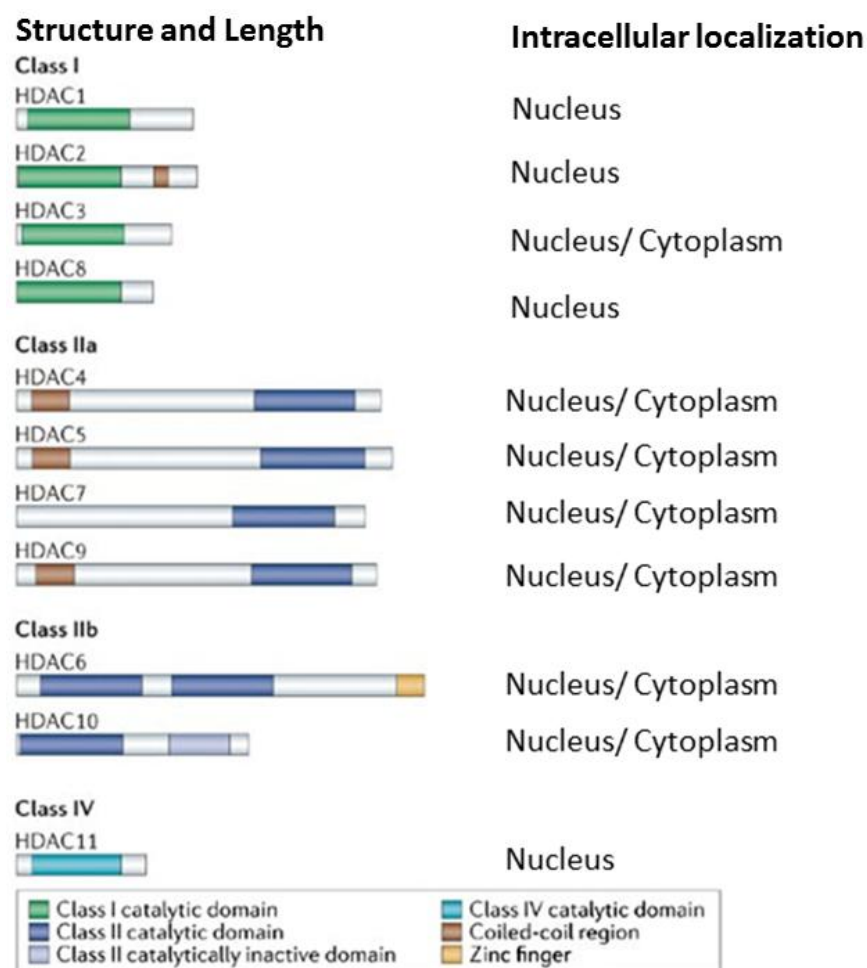 Structure and Length
Intracellular localization
Class I
HDAC1
Nucleus
HDAC2
Nucleus
HDAC3
Nucleus/ Cytoplasm
HDAC8
Nucleus
Class IIa
HDAC4
Nucleus/ Cytoplasm
HDAC5
Nucleus/ Cytoplasm
HDAC7
Nucleus/ Cytoplasm
HDAC9
Nucleus/ Cytoplasm
Class IIb
HDAC6
Nucleus/ Cytoplasm
HDAC10
Nucleus/ Cytoplasm
Class IV
HDAC11
Nucleus
Class I catalytic domain
Class II catalytic domain
Class II catalytically inactive domain
Class IV catalytic domain
Coiled-coil region
Zinc finger